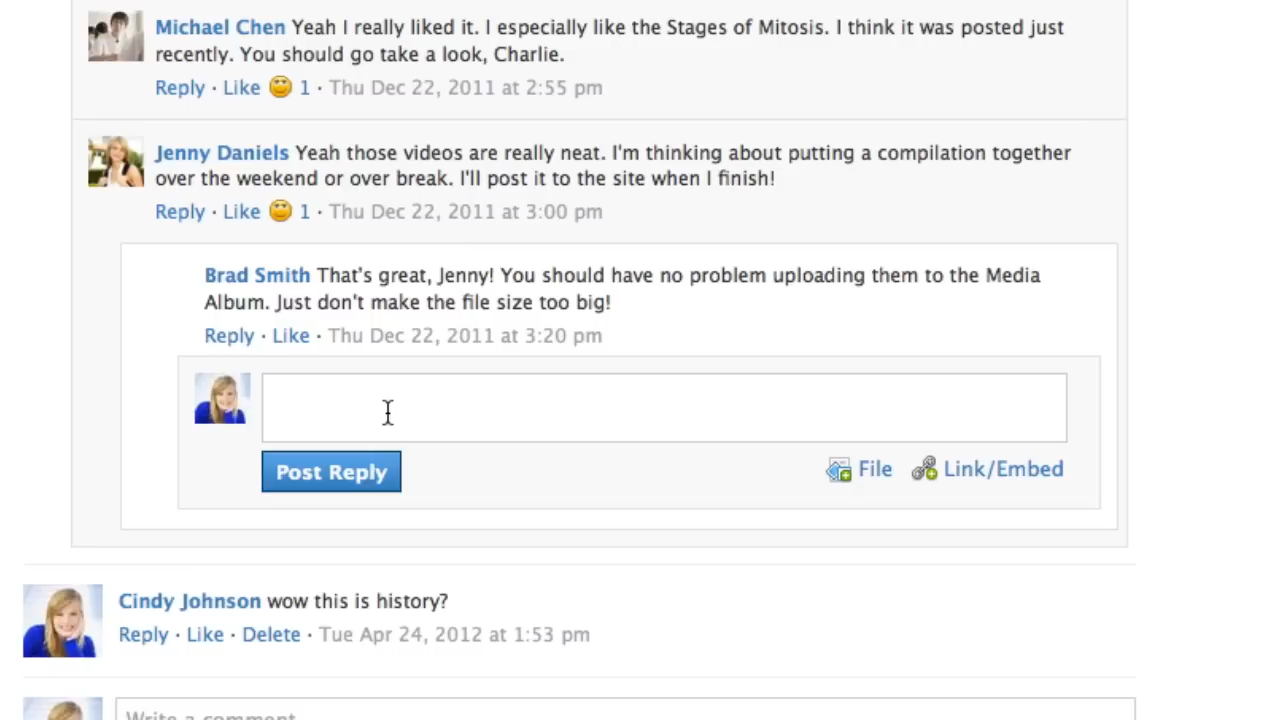 Michael Chen Yeah I really liked it. I especially like the Stages of Mitosis. I think it was posted just
recently. You should go take a look, Charlie.
Reply · Like 1 · Thu Dec 22, 2011 at 2:55 pm
Jenny Daniels Yeah those videos are really neat. I'm thinking about putting a compilation together
over the weekend or over break. I'll post it to the site when I finish!
Reply · Like 1 · Thu Dec 22, 2011 at 3:00 pm
Brad Smith That's great, Jenny! You should have no problem uploading them to the Media
Album. Just don't make the file size too big!
Reply · Like · Thu Dec 22, 2011 at 3:20 pm
Post Reply File Link/Embed
Cindy Johnson wow this is history?
Reply · Like · Delete · Tue Apr 24, 2012 at 1:53 pm
Write a comment